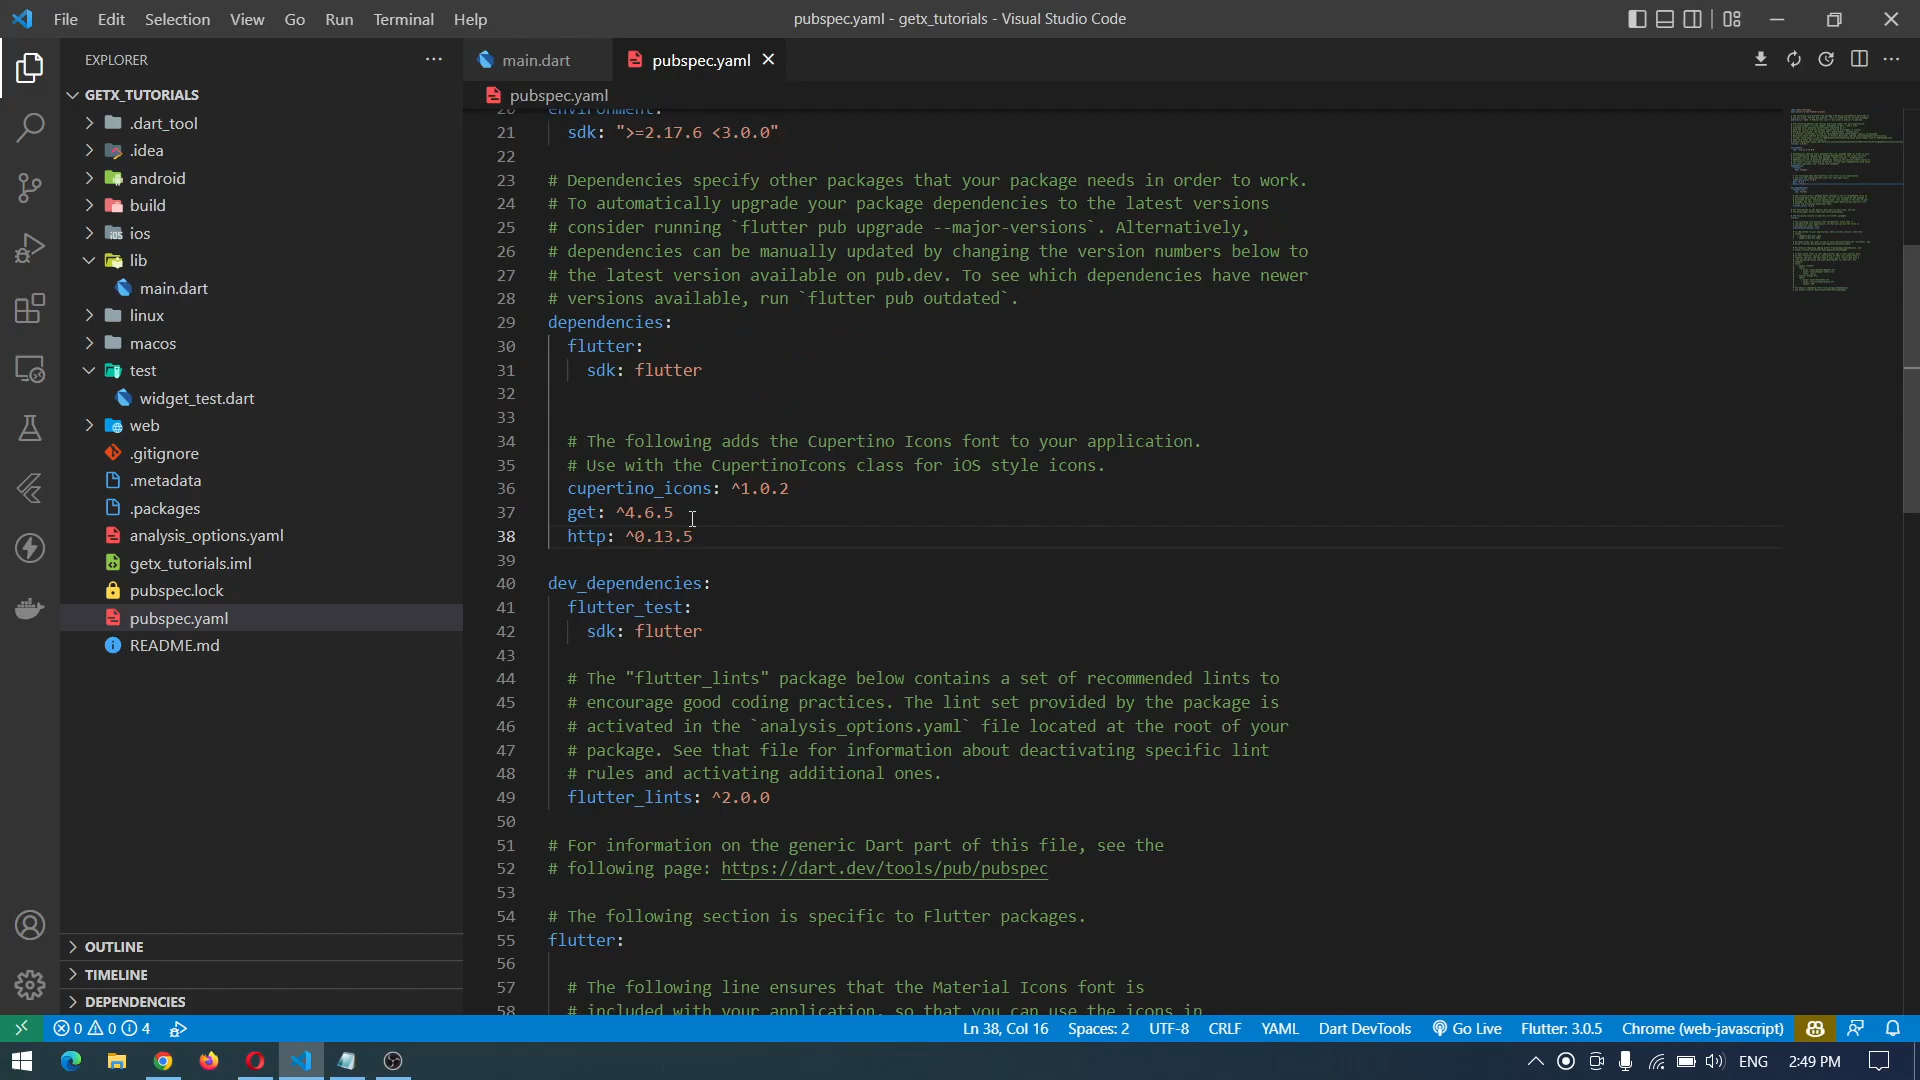 File Edit Selection View Go Run Terminal Help
pubspec.yaml - getx_tutorials - Visual Studio Code
EXPLORER
GETX_TUTORIALS
.dart_tool
.idea
android
build
ios
lib
main.dart
linux
macos
test
widget_test.dart
web
.gitignore
.metadata
.packages
analysis_options.yaml
getx_tutorials.iml
pubspec.lock
pubspec.yaml
README.md
OUTLINE
TIMELINE
DEPENDENCIES
main.dart pubspec.yaml
pubspec.yaml
20 environment:
21 sdk: ">=2.17.6 <3.0.0"
22
23 # Dependencies specify other packages that your package needs in order to work.
24 # To automatically upgrade your package dependencies to the latest versions
25 # consider running `flutter pub upgrade --major-versions`. Alternatively,
26 # dependencies can be manually updated by changing the version numbers below to
27 # the latest version available on pub.dev. To see which dependencies have newer
28 # versions available, run `flutter pub outdated`.
29 dependencies:
30 flutter:
31 sdk: flutter
32
33
34 # The following adds the Cupertino Icons font to your application.
35 # Use with the CupertinoIcons class for iOS style icons.
36 cupertino_icons: ^1.0.2
37 get: ^4.6.5
38 http: ^0.13.5
39
40 dev_dependencies:
41 flutter_test:
42 sdk: flutter
43
44 # The "flutter_lints" package below contains a set of recommended lints to
45 # encourage good coding practices. The lint set provided by the package is
46 # activated in the `analysis_options.yaml` file located at the root of your
47 # package. See that file for information about deactivating specific lint
48 # rules and activating additional ones.
49 flutter_lints: ^2.0.0
50
51 # For information on the generic Dart part of this file, see the
52 # following page: https://dart.dev/tools/pub/pubspec
53
54 # The following section is specific to Flutter packages.
55 flutter:
56
57 # The following line ensures that the Material Icons font is
58 # included with your application, so that you can use the icons in
0 0 4
Ln 38, Col 16 Spaces: 2 UTF-8 CRLF YAML Dart DevTools Go Live Flutter: 3.0.5 Chrome (web-javascript)
ENG 2:49 PM